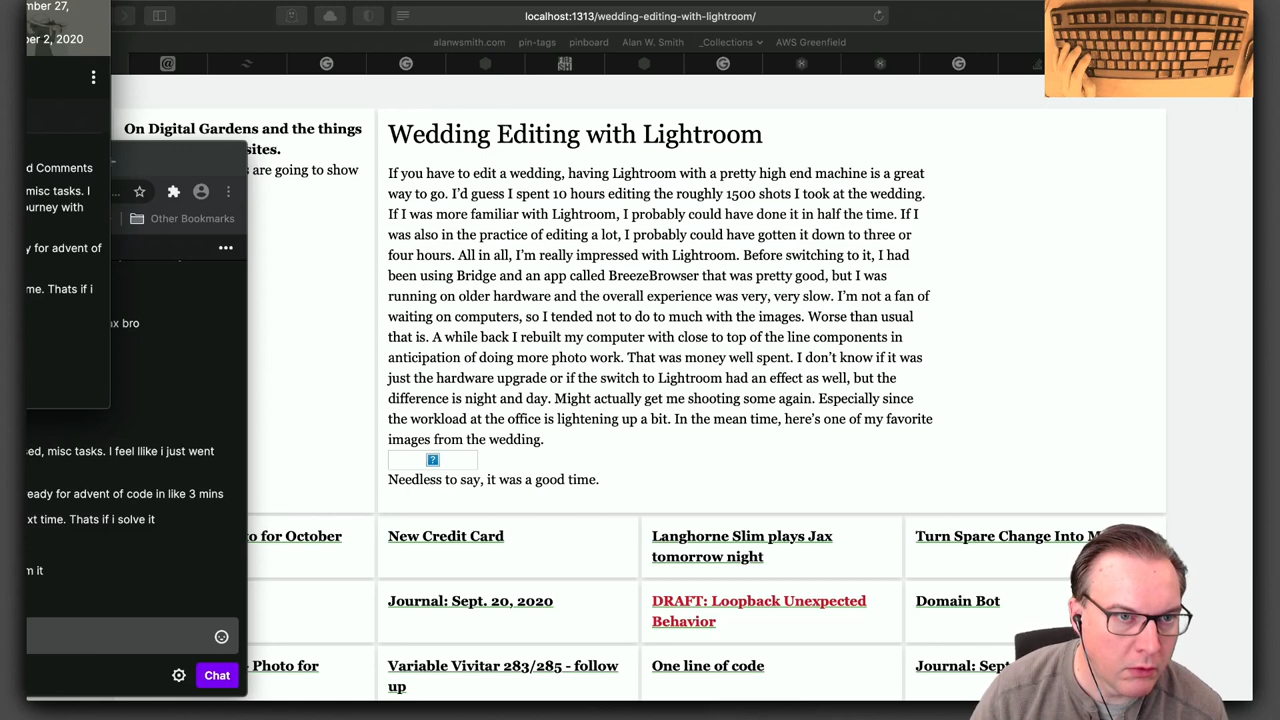 mber 27,
ber 2, 2020
localhost:1313/wedding-editing-with-lightroom/
alanwsmith.com
pin-tags
pinboard
Alan W. Smith
_Collections
AWS Greenfield
On Digital Gardens and the things
sites.
s are going to show
d Comments
misc tasks. I
urney with
y for advent of
me. Thats if i
Other Bookmarks
x bro
ed, misc tasks. I feel llike i just went
eady for advent of code in like 3 mins
xt time. Thats if i solve it
m it
Chat
Wedding Editing with Lightroom
If you have to edit a wedding, having Lightroom with a pretty high end machine is a great
way to go. I'd guess I spent 10 hours editing the roughly 1500 shots I took at the wedding.
If I was more familiar with Lightroom, I probably could have done it in half the time. If I
was also in the practice of editing a lot, I probably could have gotten it down to three or
four hours. All in all, I'm really impressed with Lightroom. Before switching to it, I had
been using Bridge and an app called BreezeBrowser that was pretty good, but I was
running on older hardware and the overall experience was very, very slow. I'm not a fan of
waiting on computers, so I tended not to do to much with the images. Worse than usual
that is. A while back I rebuilt my computer with close to top of the line components in
anticipation of doing more photo work. That was money well spent. I don't know if it was
just the hardware upgrade or if the switch to Lightroom had an effect as well, but the
difference is night and day. Might actually get me shooting some again. Especially since
the workload at the office is lightening up a bit. In the mean time, here's one of my favorite
images from the wedding.
Needless to say, it was a good time.
o for October
New Credit Card
Langhorne Slim plays Jax
tomorrow night
Turn Spare Change Into M
Journal: Sept. 20, 2020
DRAFT: Loopback Unexpected
Behavior
Domain Bot
Photo for
Variable Vivitar 283/285 - follow
up
One line of code
Journal: Sept